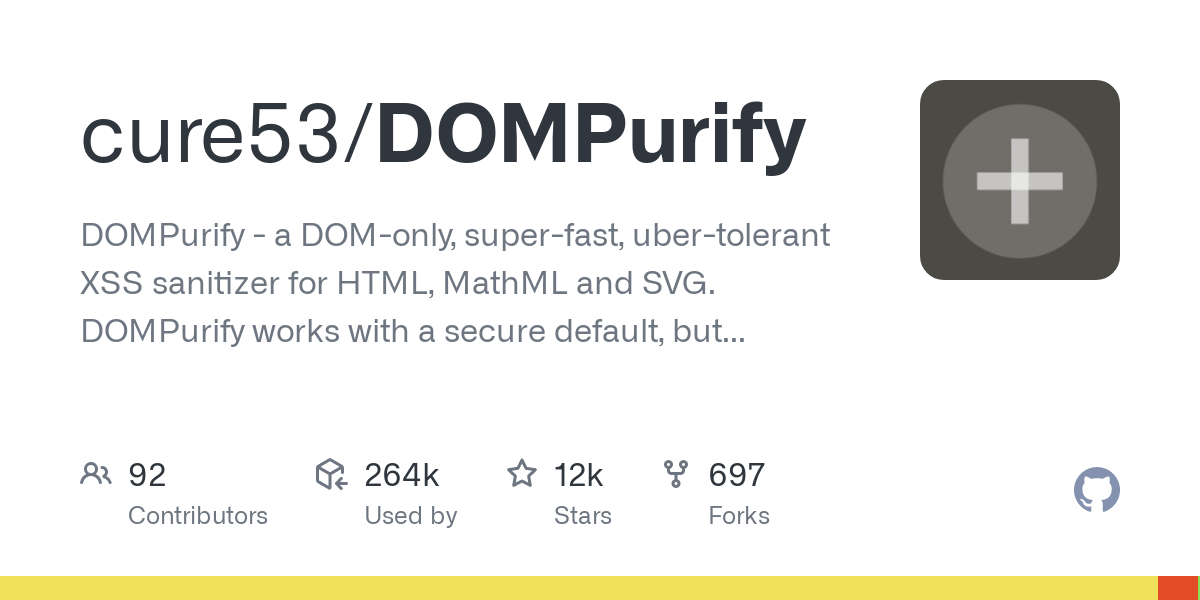 cure53/DOMPurify
DOMPurify - a DOM-only, super-fast, uber-tolerant
XSS sanitizer for HTML, MathML and SVG.
DOMPurify works with a secure default, but...
92 264k 12k 697
Contributors Used by Stars Forks